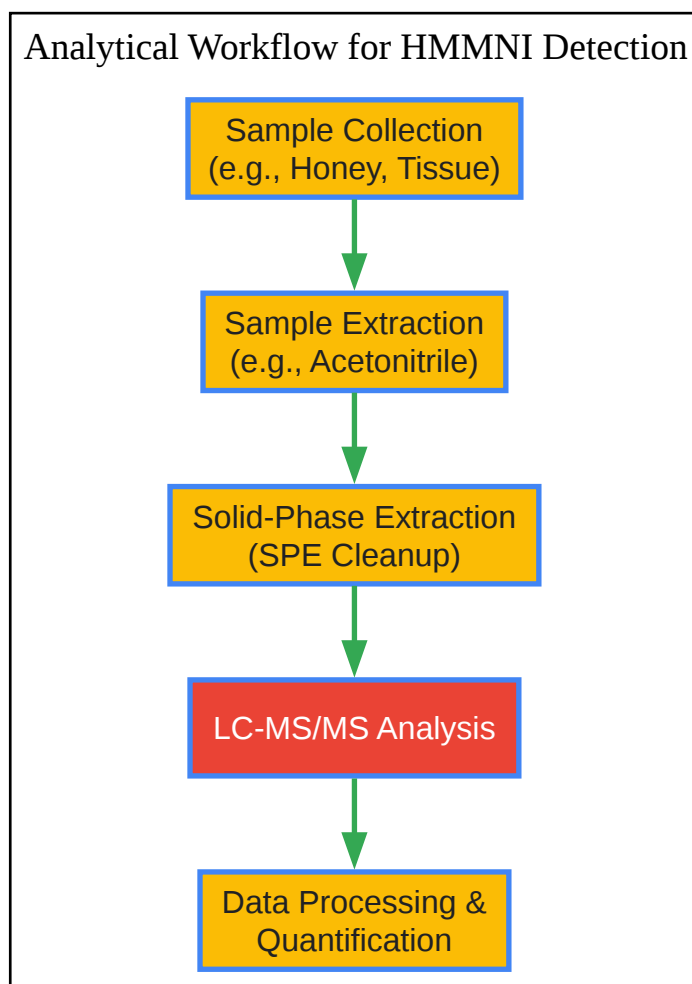 Analytical Workflow for HMMNI Detection
Sample Collection
(e.g., Honey, Tissue)
Sample Extraction
(e.g., Acetonitrile)
Solid-Phase Extraction
(SPE Cleanup)
LC-MS/MS Analysis
Data Processing &
Quantification